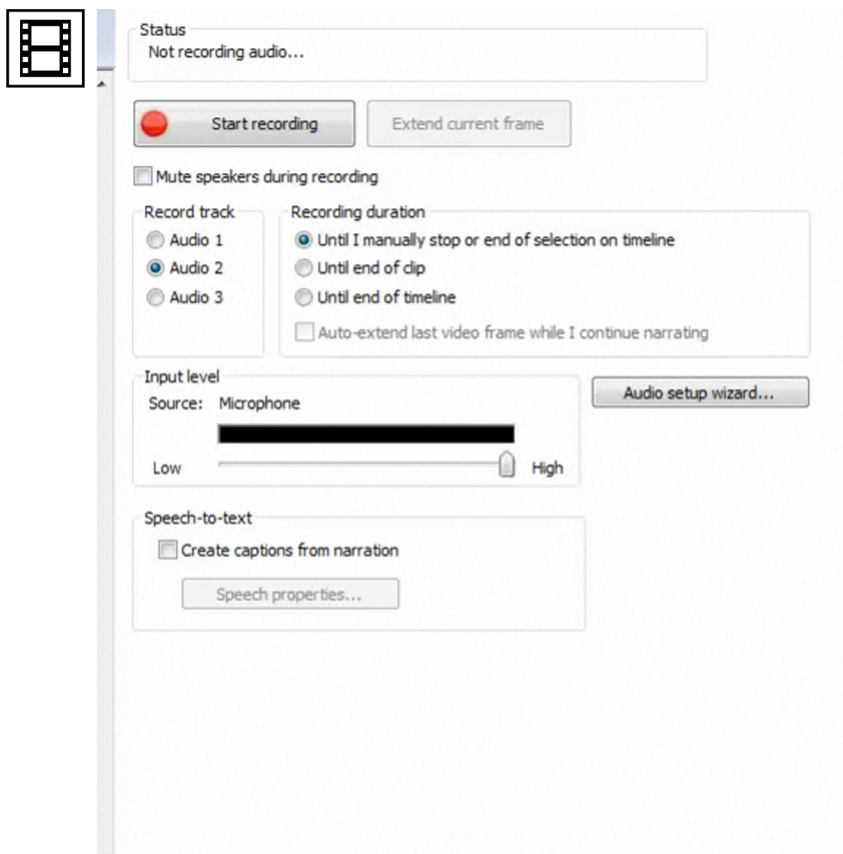 Status
Not recording audio...
Start recording
Extend current frame
Mute speakers during recording
Record track
Recording duration
Audio 1
Until I manually stop or end of selection on timeline
Audio 2
Until end of clip
Audio 3
Until end of timeline
Auto-extend last video frame while I continue narrating
Input level
Source: Microphone
Audio setup wizard...
Low
High
Speech-to-text
Create captions from narration
Speech properties...